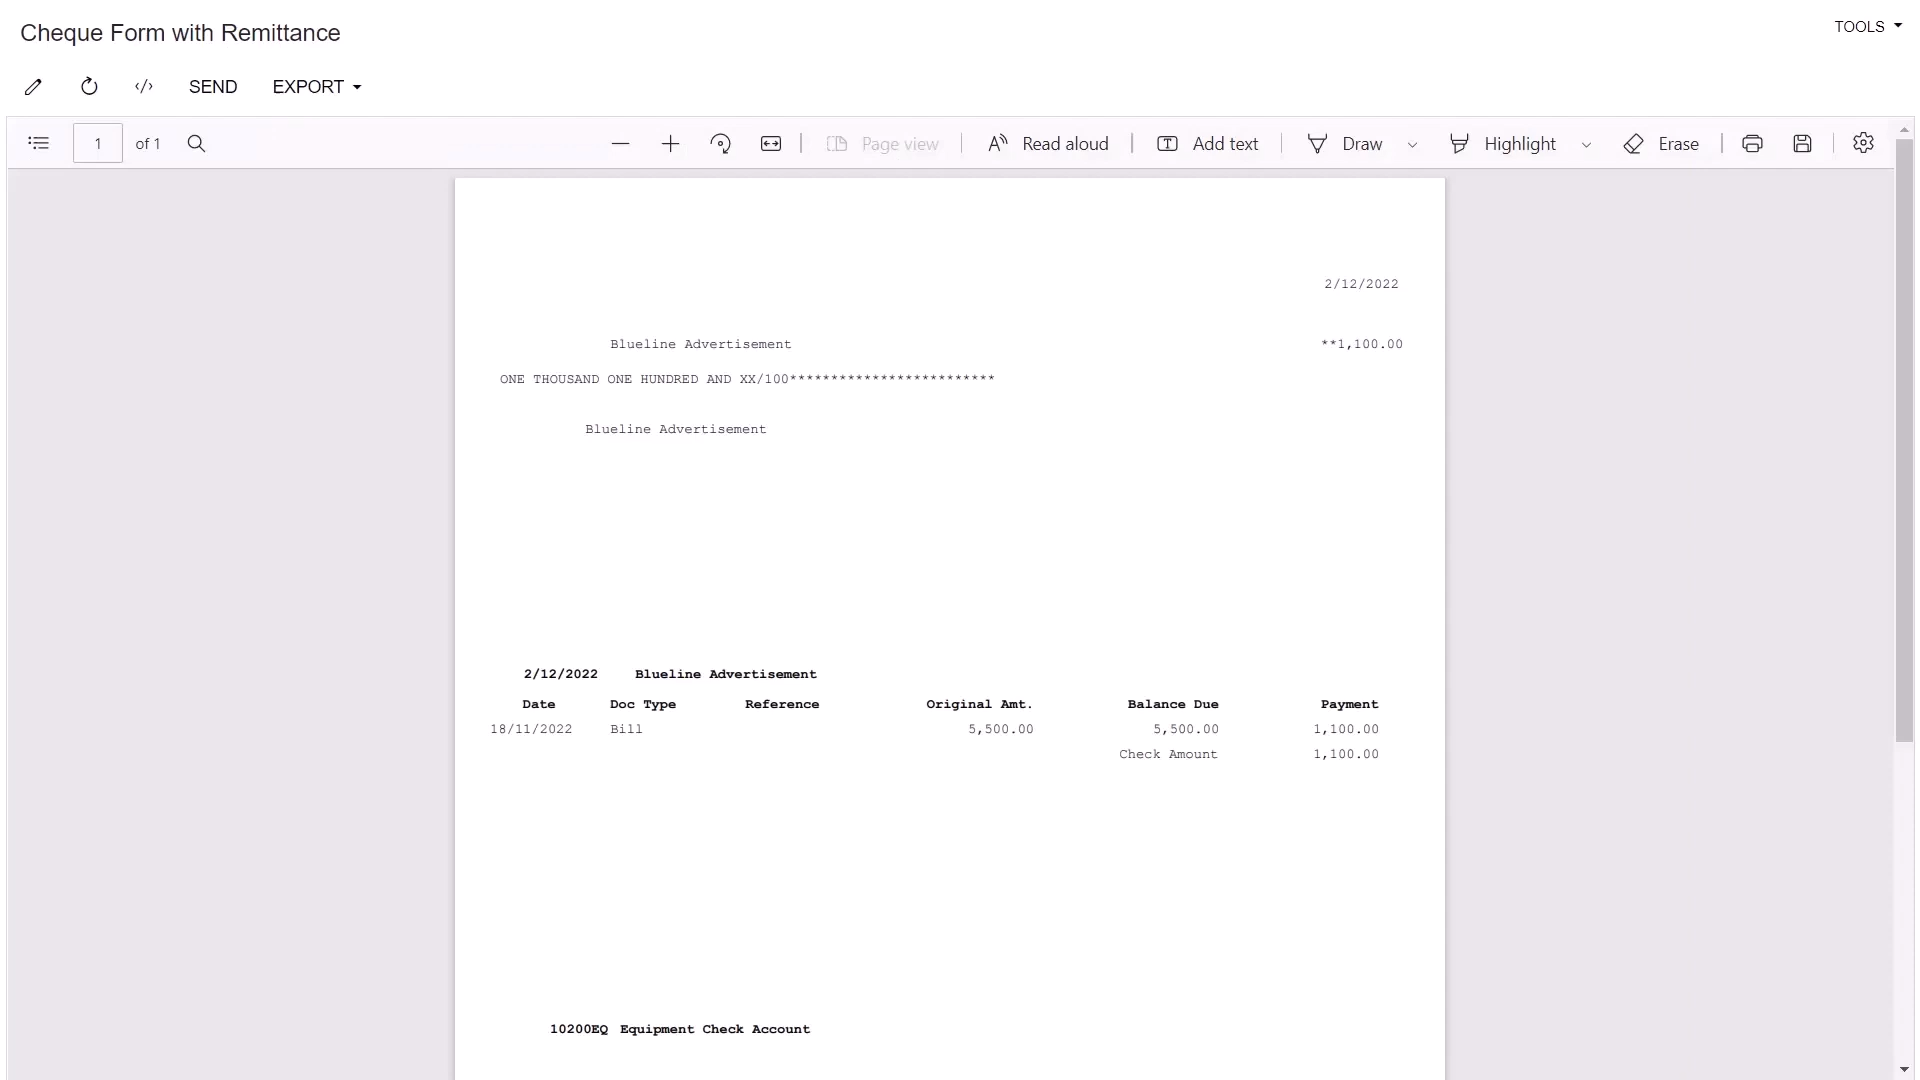 Cheque Form with Remittance
TOOLS
SEND EXPORT
1 of 1 Page view Read aloud Add text Draw Highlight Erase
2/12/2022
Blueline Advertisement **1,100.00
ONE THOUSAND ONE HUNDRED AND XX/100*************************
Blueline Advertisement
2/12/2022 Blueline Advertisement
Date Doc Type Reference Original Amt. Balance Due Payment
18/11/2022 Bill 5,500.00 5,500.00 1,100.00
Check Amount 1,100.00
10200EQ Equipment Check Account